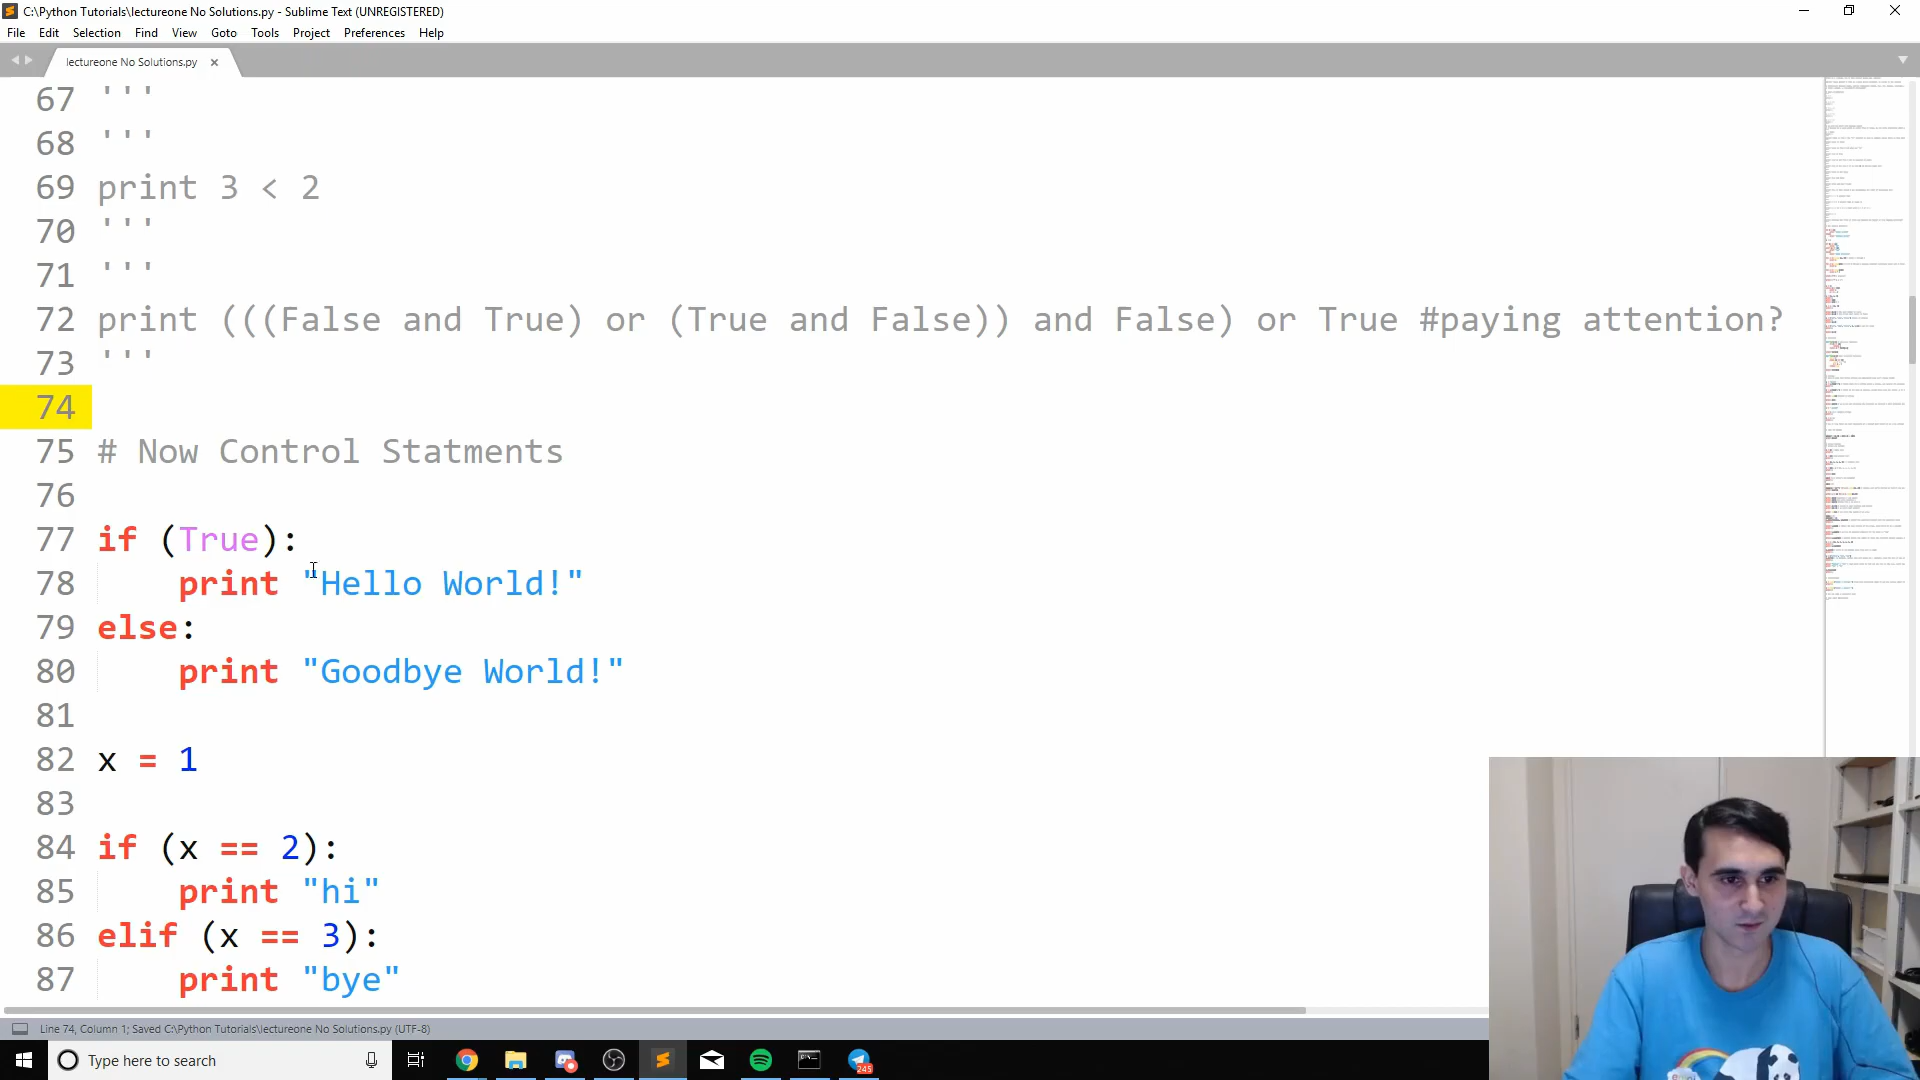 C:\Python Tutorials\lectureone No Solutions.py - Sublime Text (UNREGISTERED)
File Edit Selection Find View Goto Tools Project Preferences Help
lectureone No Solutions.py
67 '''
68 '''
69 print 3 < 2
70 '''
71 '''
72 print (((False and True) or (True and False)) and False) or True #paying attention?
73 '''
74
75 # Now Control Statments
76
77 if (True):
78 print "Hello World!"
79 else:
80 print "Goodbye World!"
81
82 x = 1
83
84 if (x == 2):
85 print "hi"
86 elif (x == 3):
87 print "bye"
Line 74, Column 1; Saved C:\Python Tutorials\lectureone No Solutions.py (UTF-8)
Type here to search
245